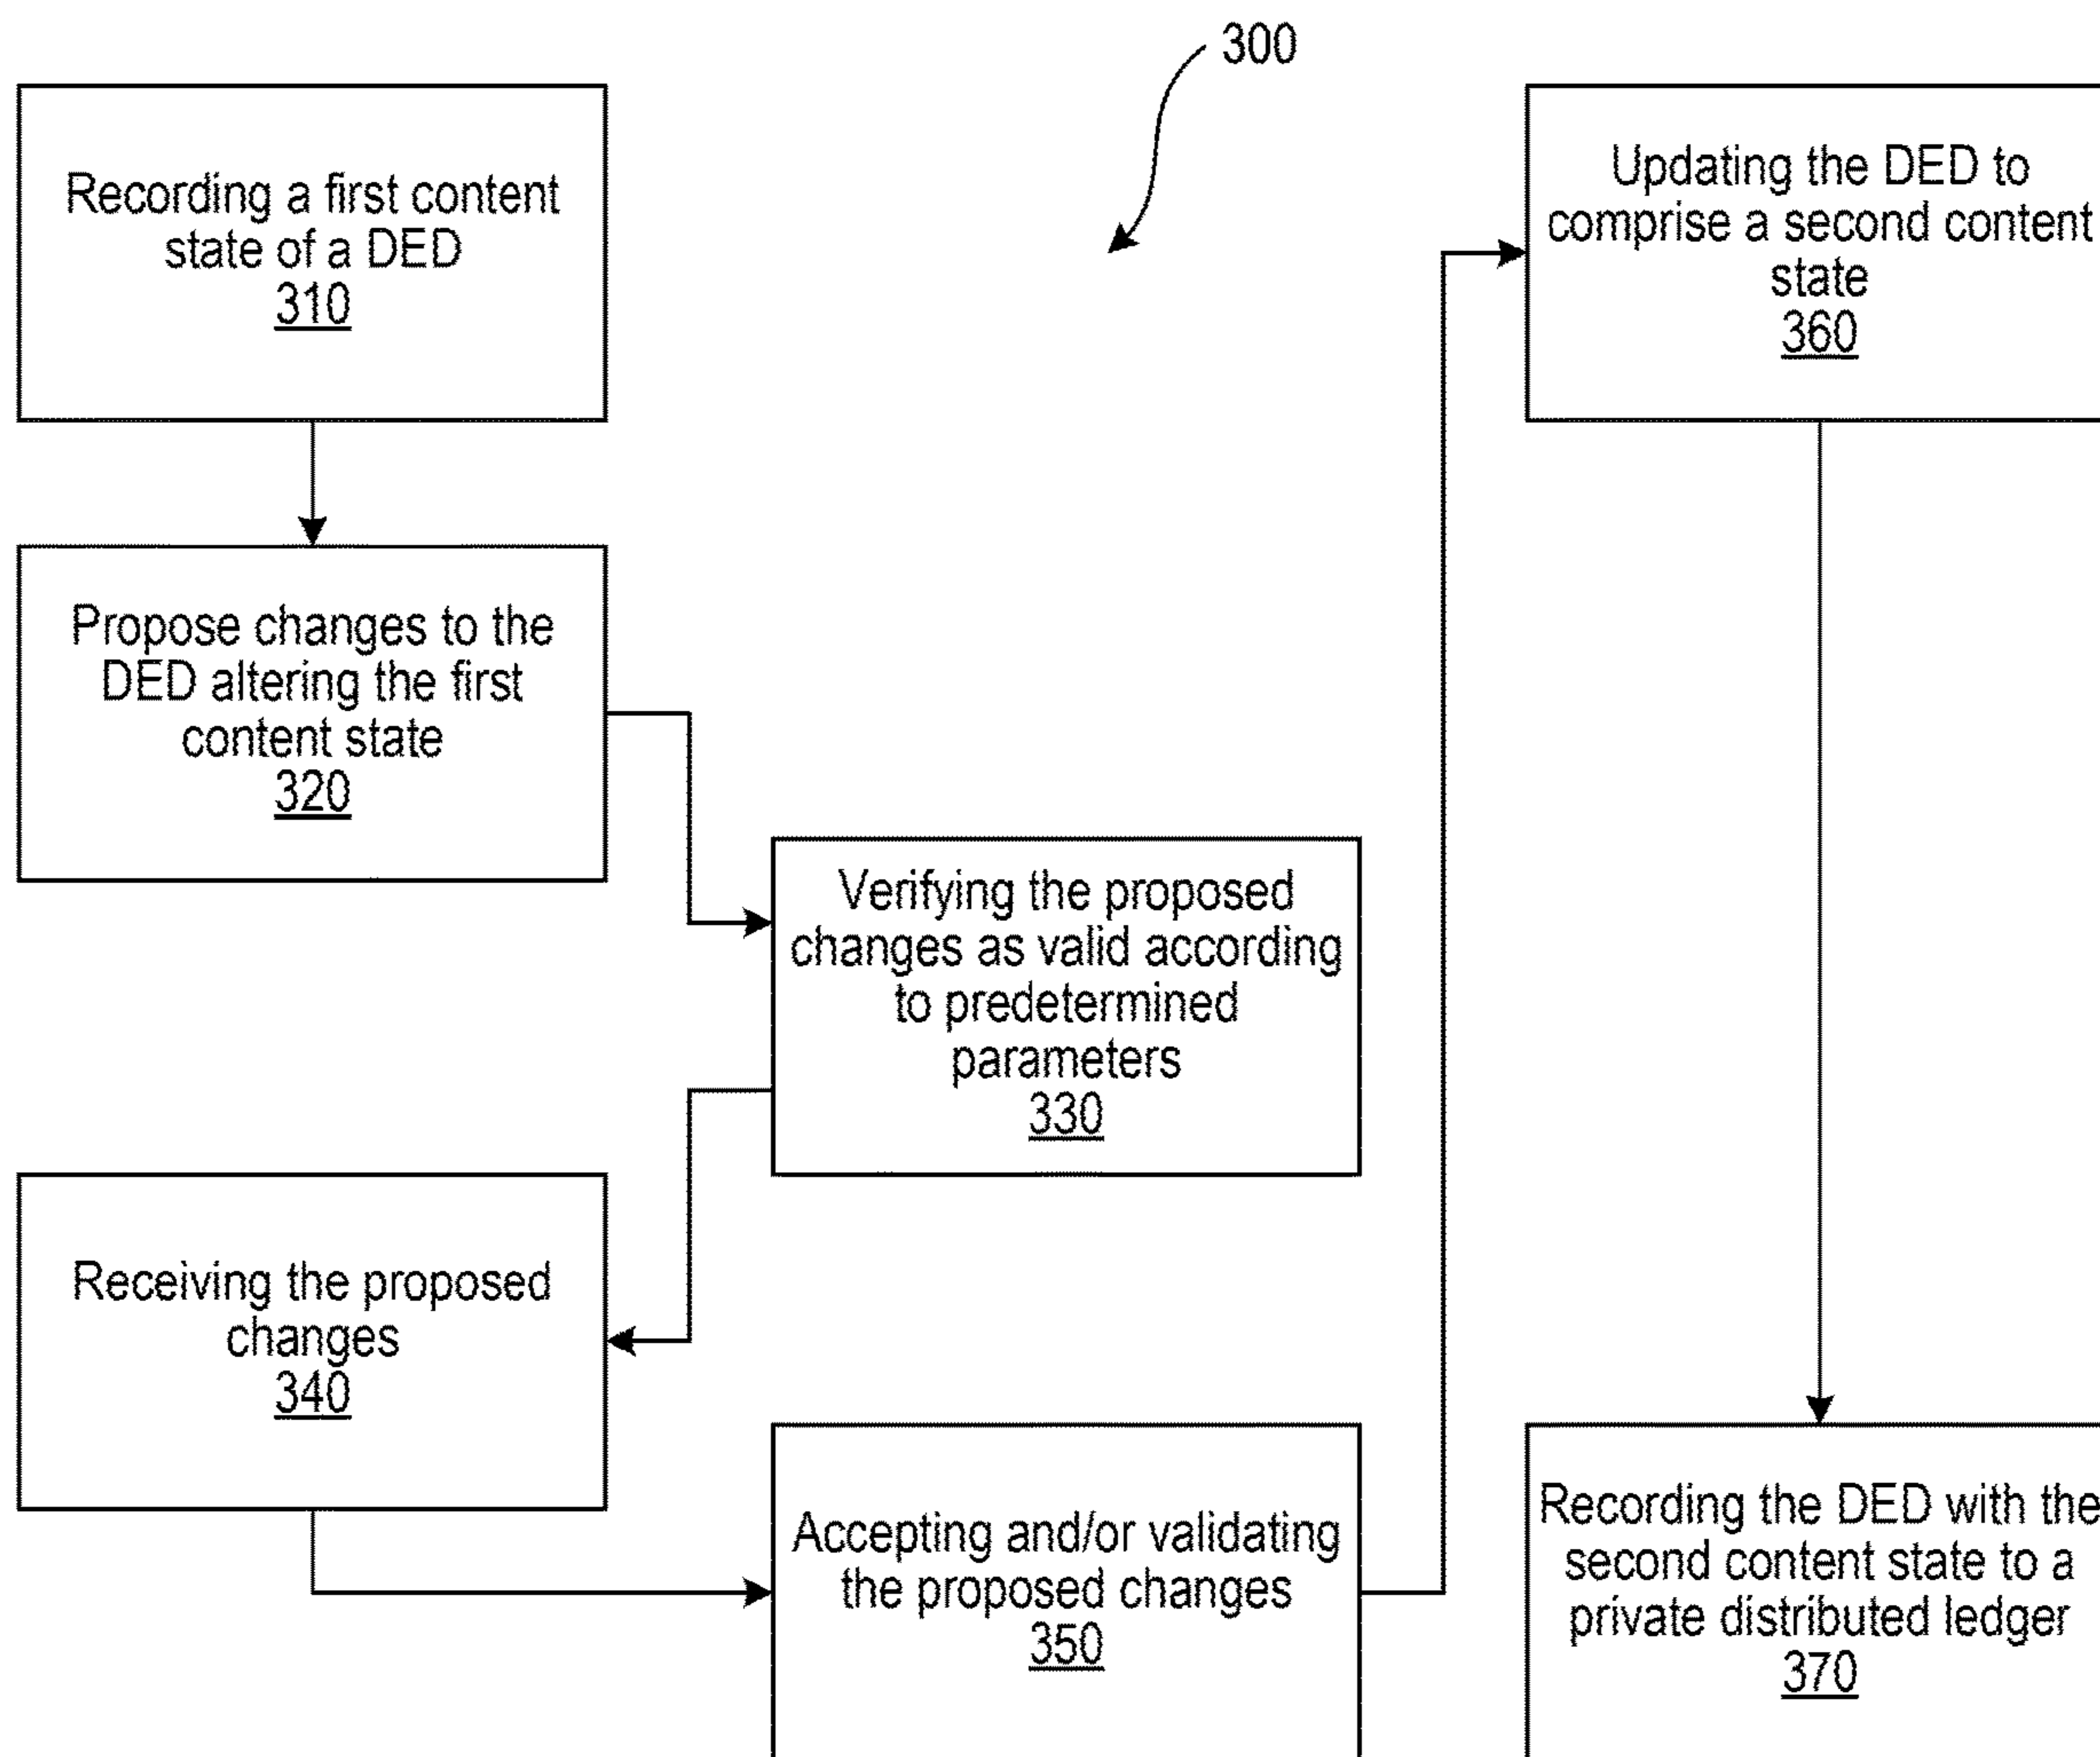 300
Recording a first content
state of a DED
310
Propose changes to the
DED altering the first
content state
320
Verifying the proposed
changes as valid according
to predetermined
parameters
330
Receiving the proposed
changes
340
Accepting and/or validating
the proposed changes
350
Updating the DED to
comprise a second content
state
360
Recording the DED with the
second content state to a
private distributed ledger
370